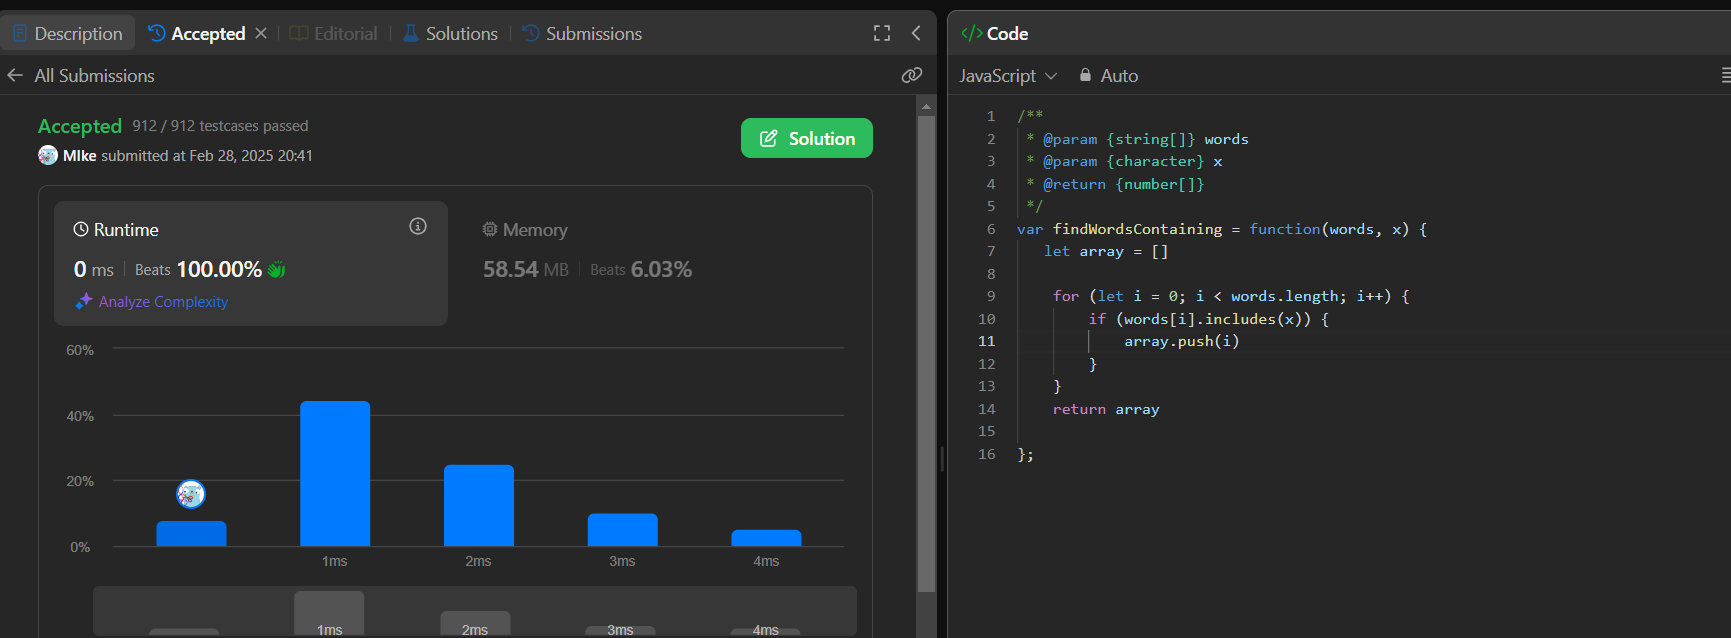 Description
Accepted
Editorial
Solutions
Submissions
All Submissions
Accepted 912 / 912 testcases passed
MIke submitted at Feb 28, 2025 20:41
Solution
Runtime
0 ms Beats 100.00%
Analyze Complexity
Memory
58.54 MB Beats 6.03%
60%
40%
20%
0%
1ms 2ms 3ms 4ms
1ms 2ms 3ms 4ms
</> Code
JavaScript Auto
1 /**
2 * @param {string[]} words
3 * @param {character} x
4 * @return {number[]}
5 */
6 var findWordsContaining = function(words, x) {
7 let array = []
8
9 for (let i = 0; i < words.length; i++) {
10 if (words[i].includes(x)) {
11 array.push(i)
12 }
13 }
14 return array
15
16 };